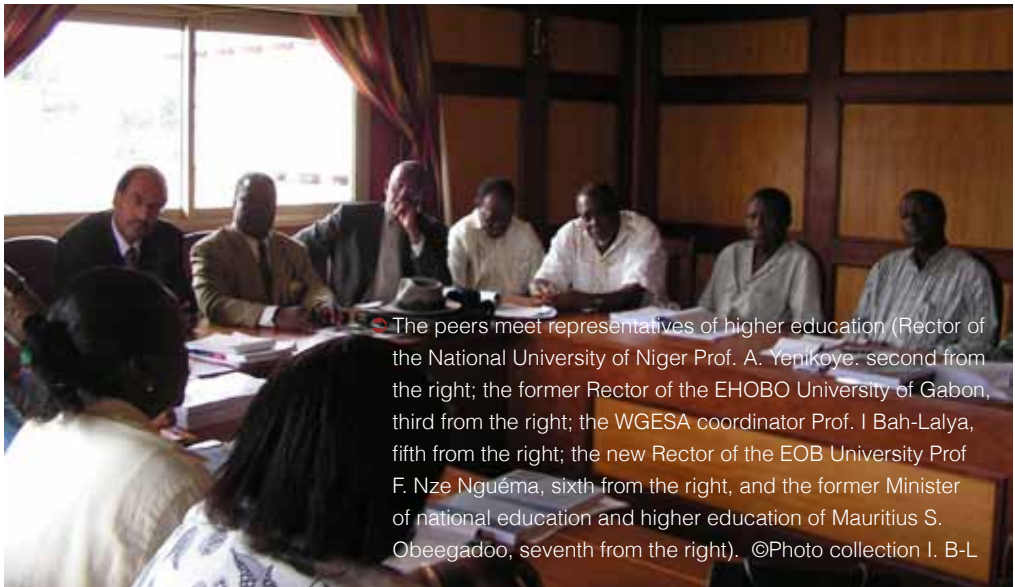 The peers meet representatives of higher education (Rector of
the National University of Niger Prof. A. Yenikoye. second from
the right; the former Rector of the EHOBO University of Gabon,
third from the right; the WGESA coordinator Prof. I Bah-Lalya,
fifth from the right; the new Rector of the EOB University Prof
F. Nze Nguéma, sixth from the right, and the former Minister
of national education and higher education of Mauritius S.
Obeegadoo, seventh from the right). ©Photo collection I. B-L